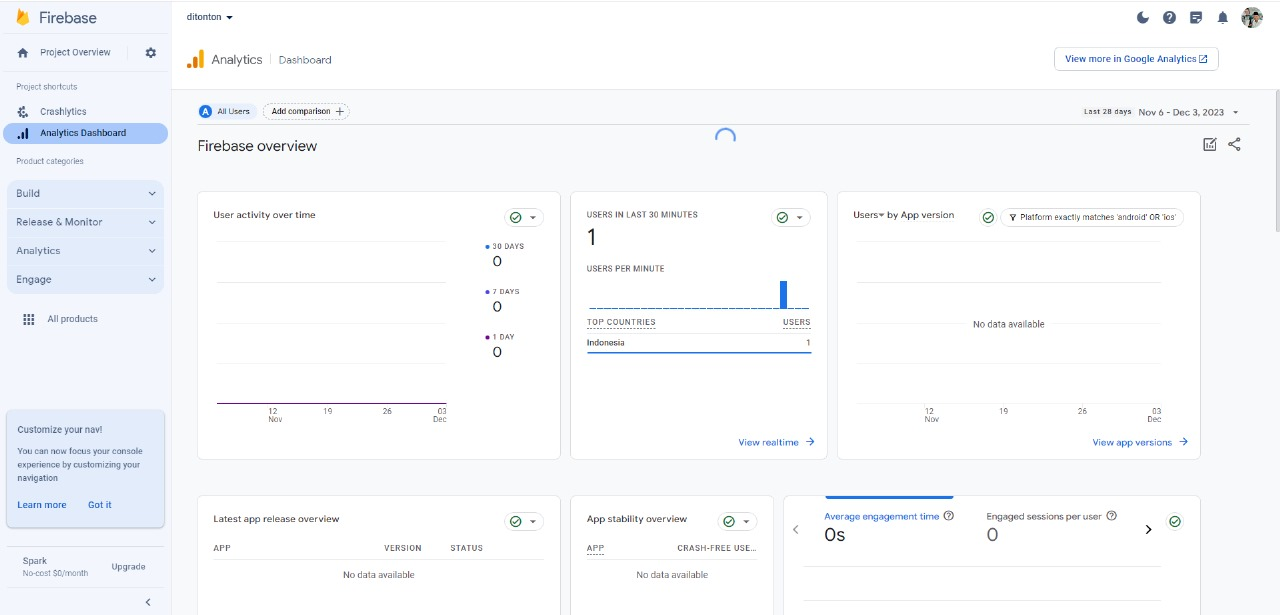 Firebase
ditonton
Project Overview
Analytics
Dashboard
View more in Google Analytics
Project shortcuts
Crashlytics
Analytics Dashboard
Product categories
Build
Release & Monitor
Analytics
Engage
All products
Customize your nav!
You can now focus your console
experience by customizing your
navigation
Learn more
Got it
Spark
No-cost $0/month
Upgrade
A All Users
Add comparison
Last 28 days Nov 6 - Dec 3, 2023
Firebase overview
User activity over time
30 DAYS
0
7 DAYS
0
1 DAY
0
12 Nov
19
26
03 Dec
USERS IN LAST 30 MINUTES
1
USERS PER MINUTE
TOP COUNTRIES USERS
Indonesia 1
View realtime
Users by App version
Platform exactly matches 'android' OR 'ios'
No data available
12 Nov
19
26
03 Dec
View app versions
Latest app release overview
APP VERSION STATUS
No data available
App stability overview
APP CRASH-FREE USE...
No data available
Average engagement time
0s
Engaged sessions per user
0